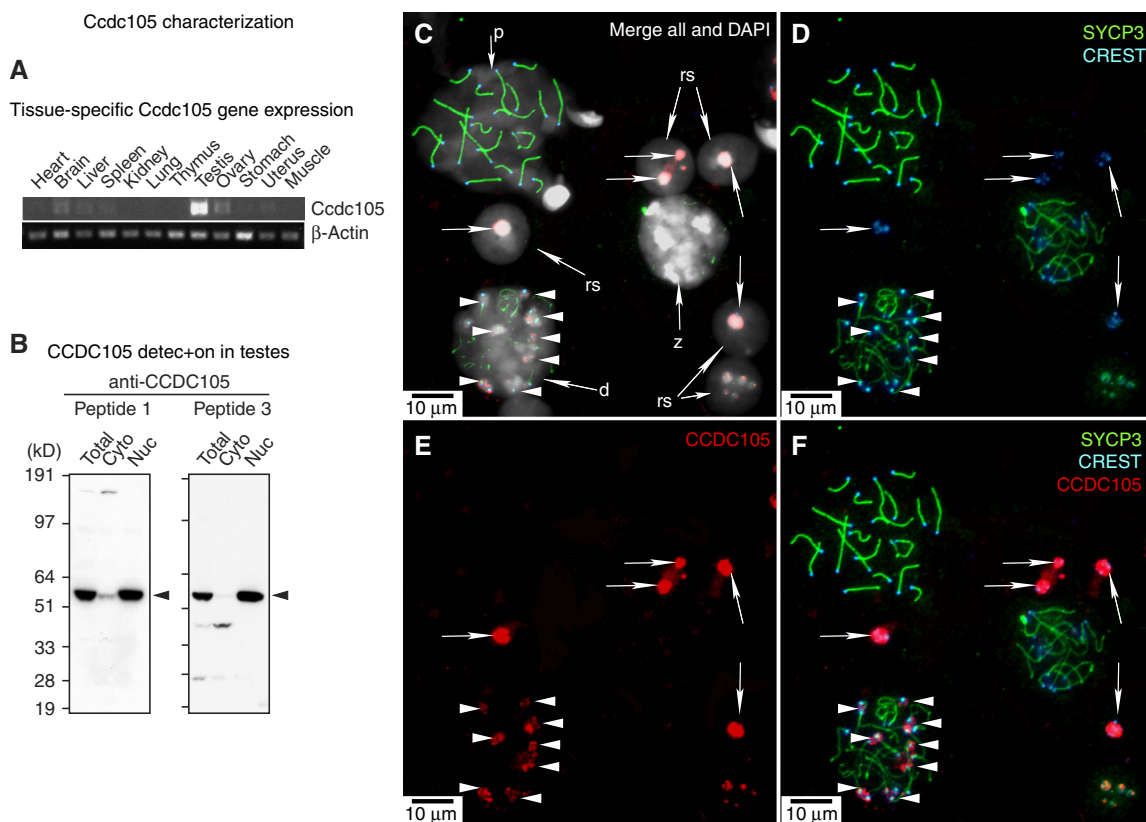 Ccdc105 characterization
A
Tissue-specific Ccdc105 gene expression
Heart
Brain
Liver
Spleen
Kidney
Lung
Thymus
Testis
Ovary
Stomach
Uterus
Muscle
Ccdc105
β-Actin
B
CCDC105 detec+on in testes
anti-CCDC105
Peptide 1
Peptide 3
(kD)
Total
Cyto
Nuc
Total
Cyto
Nuc
191
97
64
51
33
28
19
C
Merge all and DAPI
p
rs
rs
z
d
rs
10 µm
D
SYCP3
CREST
10 µm
E
CCDC105
10 µm
F
SYCP3
CREST
CCDC105
10 µm